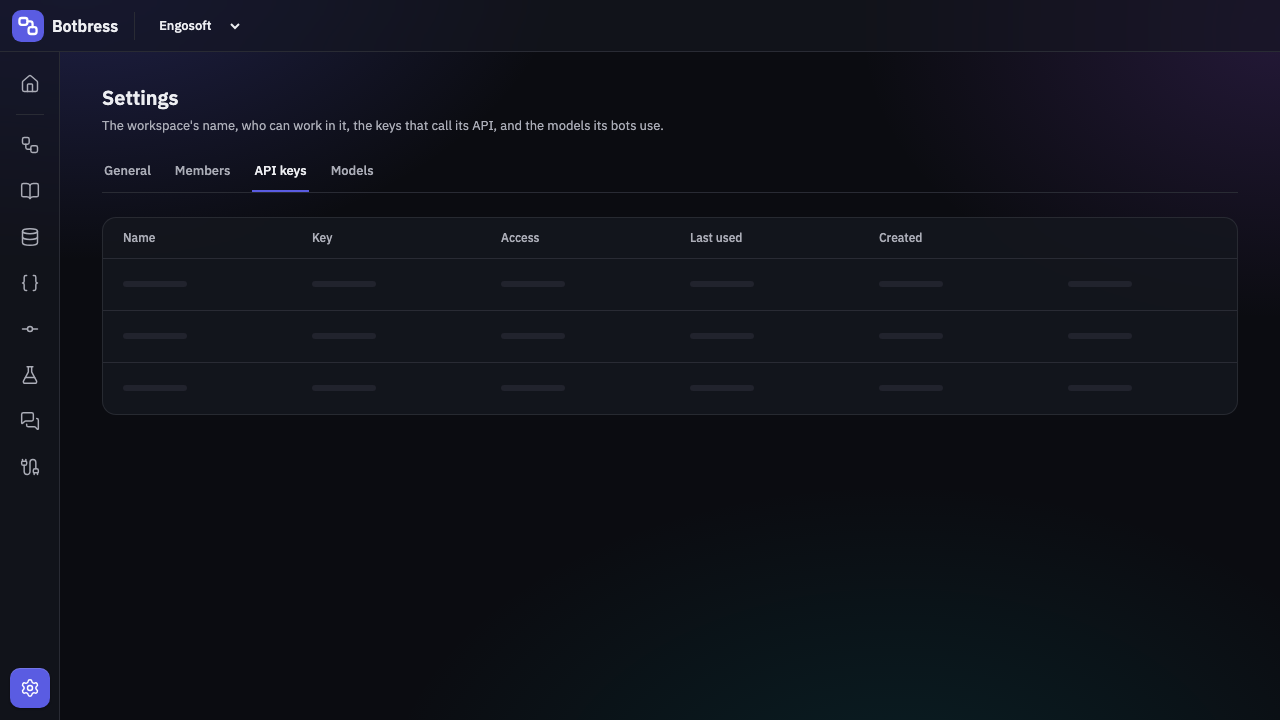 Botbress
Engosoft
Settings
The workspace's name, who can work in it, the keys that call its API, and the models its bots use.
General Members API keys Models
Name Key Access Last used Created